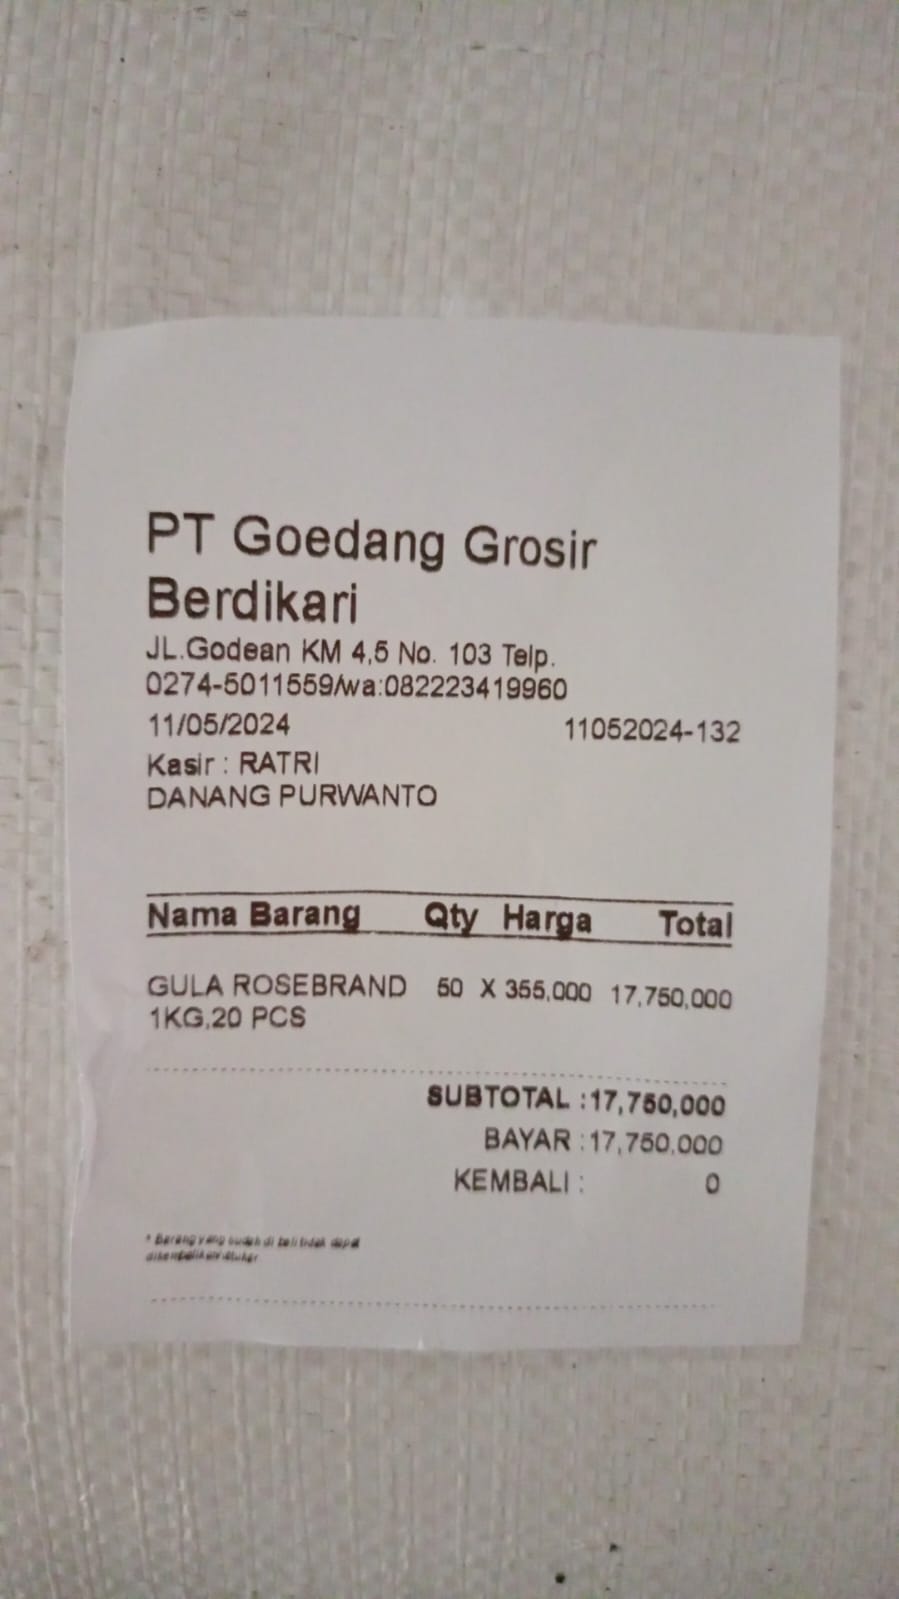 PT Goedang Grosir
Berdikari
JL.Godean KM 4,5 No. 103 Telp.
0274-5011559/wa:082223419960
11/05/2024 11052024-132
Kasir : RATRI
DANANG PURWANTO
Nama Barang Qty Harga Total
GULA ROSEBRAND 50 X 355,000 17,750,000
1KG,20 PCS
SUBTOTAL :17,750,000
BAYAR :17,750,000
KEMBALI : 0
* Barang yang sudah di beli tidak dapat
dikembalikan/ditukar